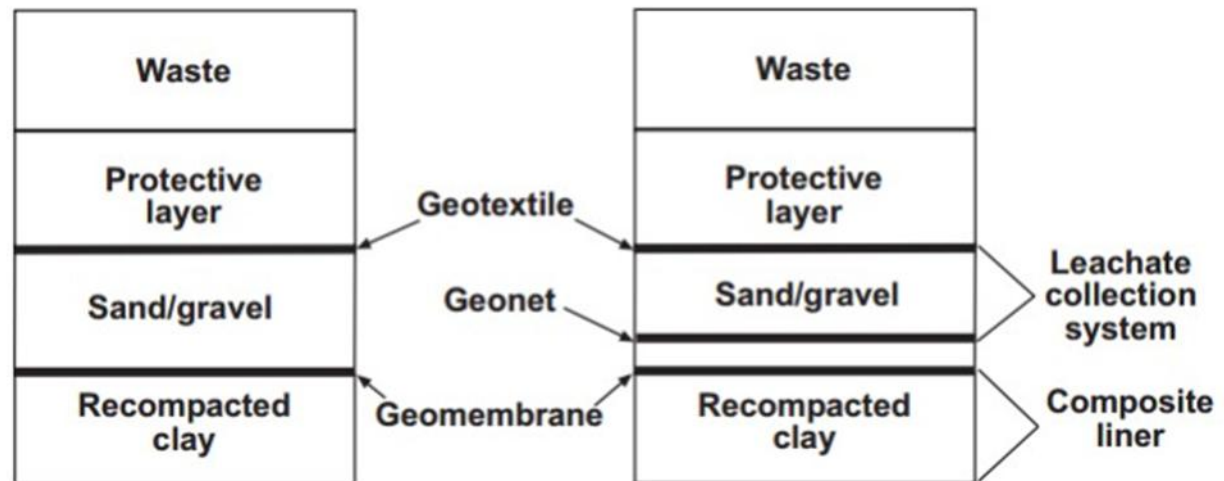 Waste
Protective
layer
Sand/gravel
Recompacted
clay
Geotextile
Geonet
Geomembrane
Waste
Protective
layer
Sand/gravel
Recompacted
clay
Leachate
collection
system
Composite
liner